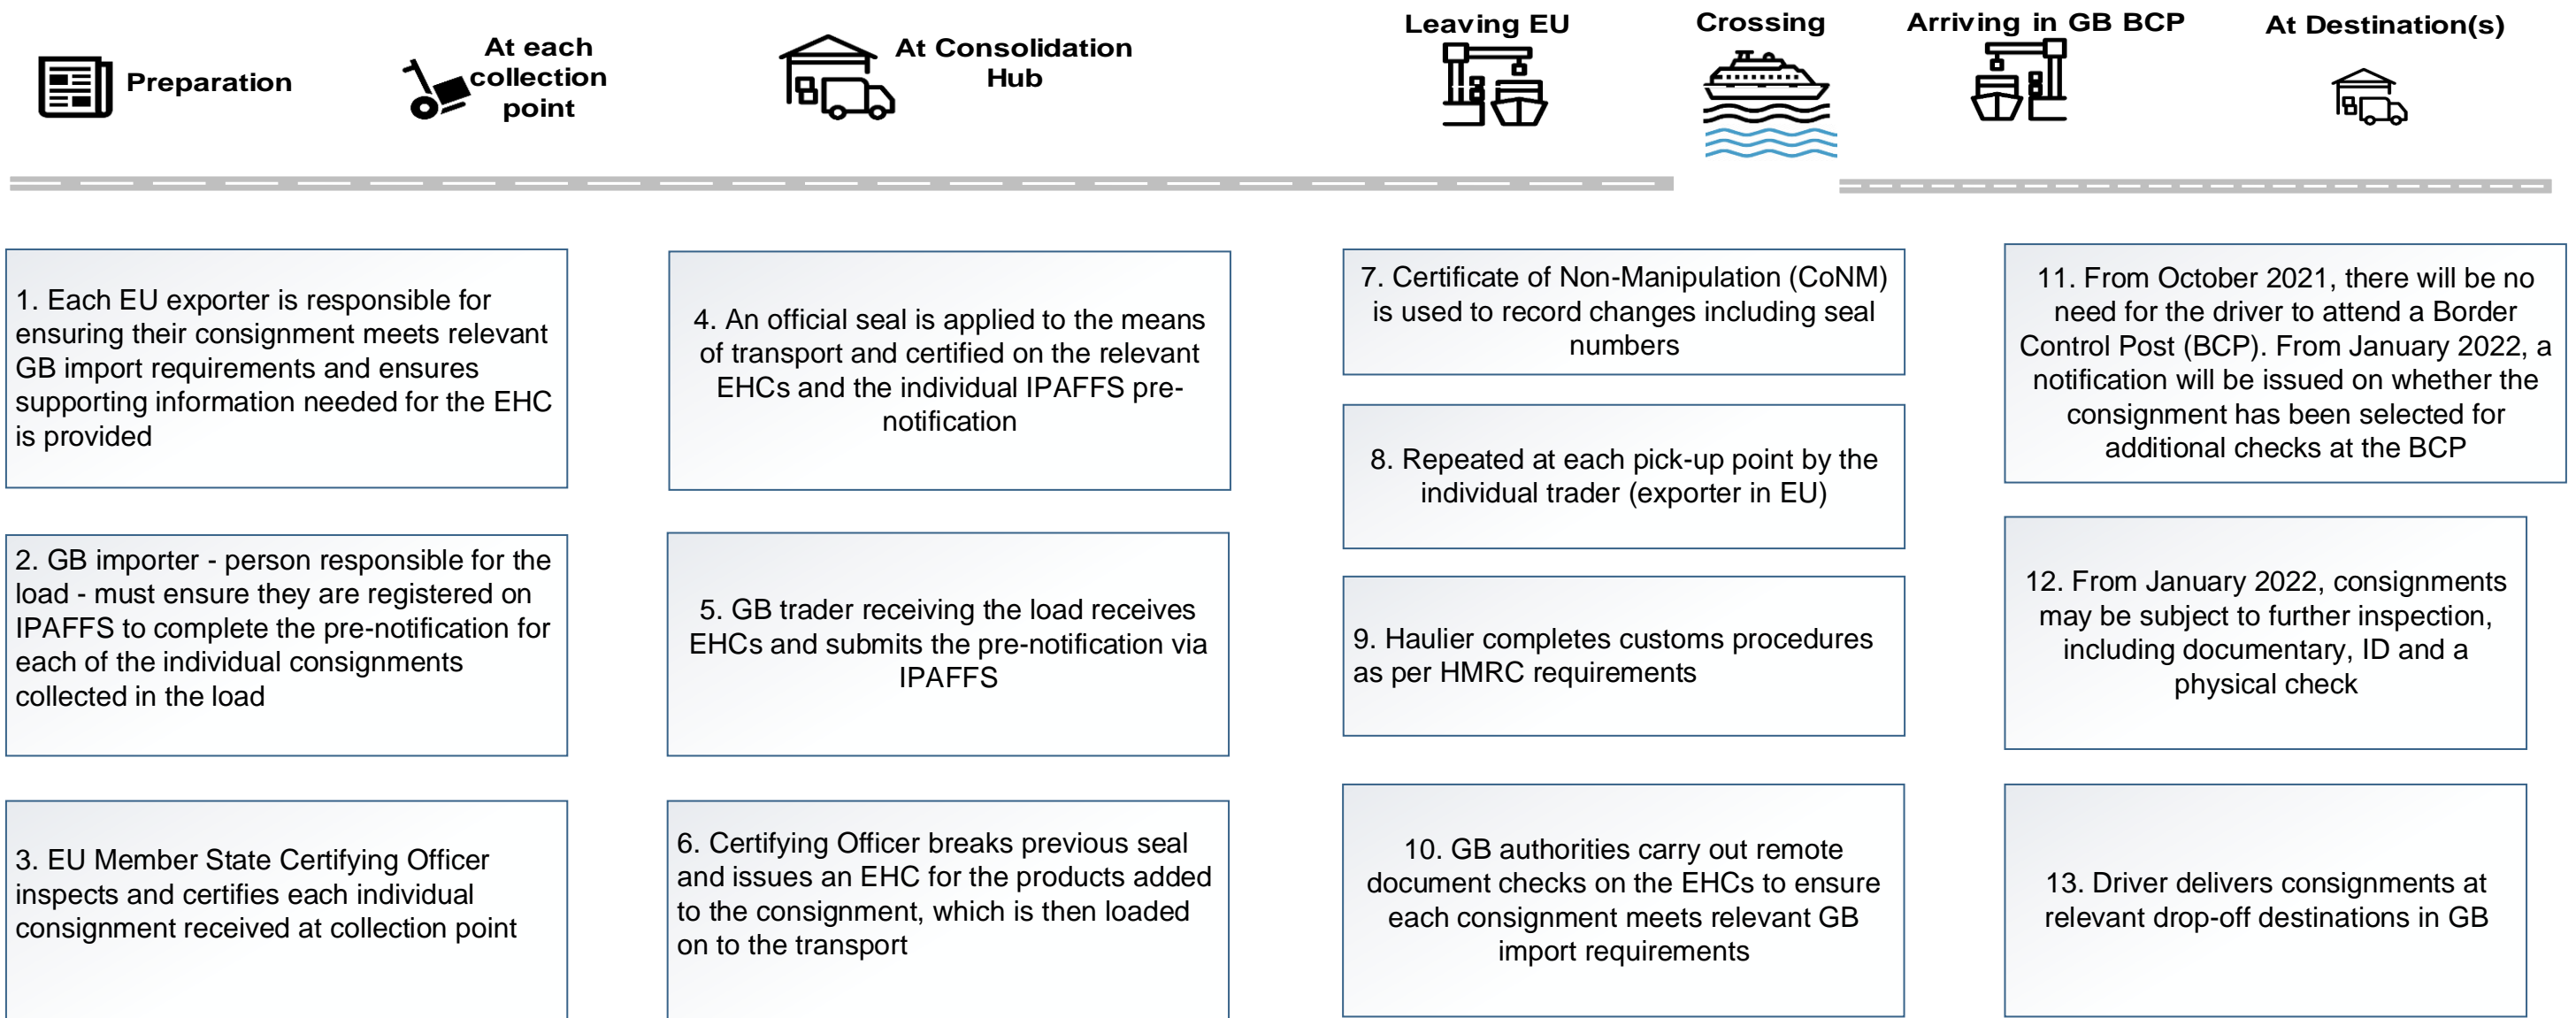 Preparation
At each
collection
point
At Consolidation
Hub
Leaving EU
Crossing
Arriving in GB BCP
At Destination(s)
1. Each EU exporter is responsible for
ensuring their consignment meets relevant
GB import requirements and ensures
supporting information needed for the EHC
is provided
2. GB importer - person responsible for the
load - must ensure they are registered on
IPAFFS to complete the pre-notification for
each of the individual consignments
collected in the load
3. EU Member State Certifying Officer
inspects and certifies each individual
consignment received at collection point
4. An official seal is applied to the means
of transport and certified on the relevant
EHCs and the individual IPAFFS pre-
notification
5. GB trader receiving the load receives
EHCs and submits the pre-notification via
IPAFFS
6. Certifying Officer breaks previous seal
and issues an EHC for the products added
to the consignment, which is then loaded
on to the transport
7. Certificate of Non-Manipulation (CoNM)
is used to record changes including seal
numbers
8. Repeated at each pick-up point by the
individual trader (exporter in EU)
9. Haulier completes customs procedures
as per HMRC requirements
10. GB authorities carry out remote
document checks on the EHCs to ensure
each consignment meets relevant GB
import requirements
11. From October 2021, there will be no
need for the driver to attend a Border
Control Post (BCP). From January 2022, a
notification will be issued on whether the
consignment has been selected for
additional checks at the BCP
12. From January 2022, consignments
may be subject to further inspection,
including documentary, ID and a
physical check
13. Driver delivers consignments at
relevant drop-off destinations in GB